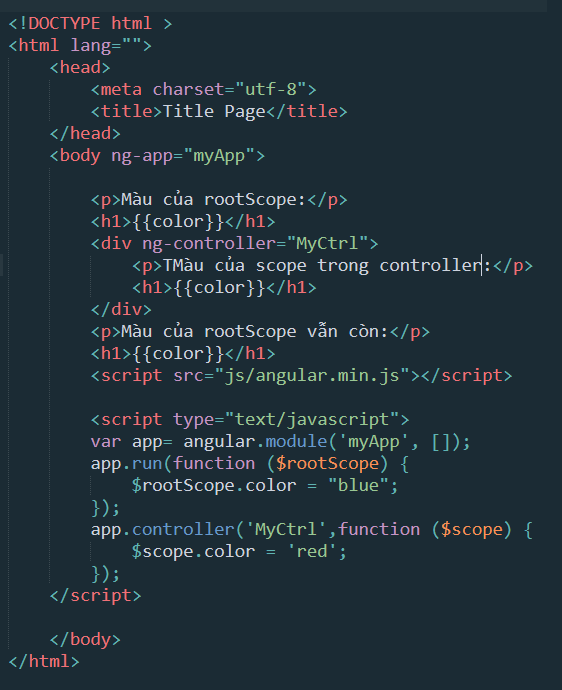 <!DOCTYPE html >
<html lang="">
<head>
<meta charset="utf-8">
<title>Title Page</title>
</head>
<body ng-app="myApp">
<p>Màu của rootScope:</p>
<h1>{{color}}</h1>
<div ng-controller="MyCtrl">
<p>TMàu của scope trong controller:</p>
<h1>{{color}}</h1>
</div>
<p>Màu của rootScope vẫn còn:</p>
<h1>{{color}}</h1>
<script src="js/angular.min.js"></script>
<script type="text/javascript">
var app= angular.module('myApp', []);
app.run(function ($rootScope) {
$rootScope.color = "blue";
});
app.controller('MyCtrl',function ($scope) {
$scope.color = 'red';
});
</script>
</body>
</html>